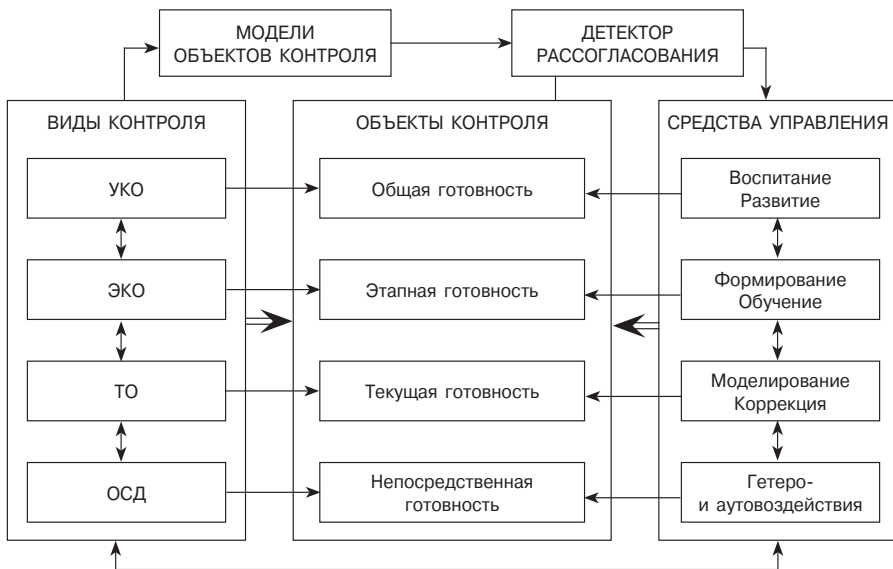 МОДЕЛИ
ОБЪЕКТОВ КОНТРОЛЯ
ДЕТЕКТОР
РАССОГЛАСОВАНИЯ
ВИДЫ КОНТРОЛЯ
УКО
ЭКО
ТО
ОСД
ОБЪЕКТЫ КОНТРОЛЯ
Общая готовность
Этапная готовность
Текущая готовность
Непосредственная
готовность
СРЕДСТВА УПРАВЛЕНИЯ
Воспитание
Развитие
Формирование
Обучение
Моделирование
Коррекция
Гетеро-
и аутовоздействия